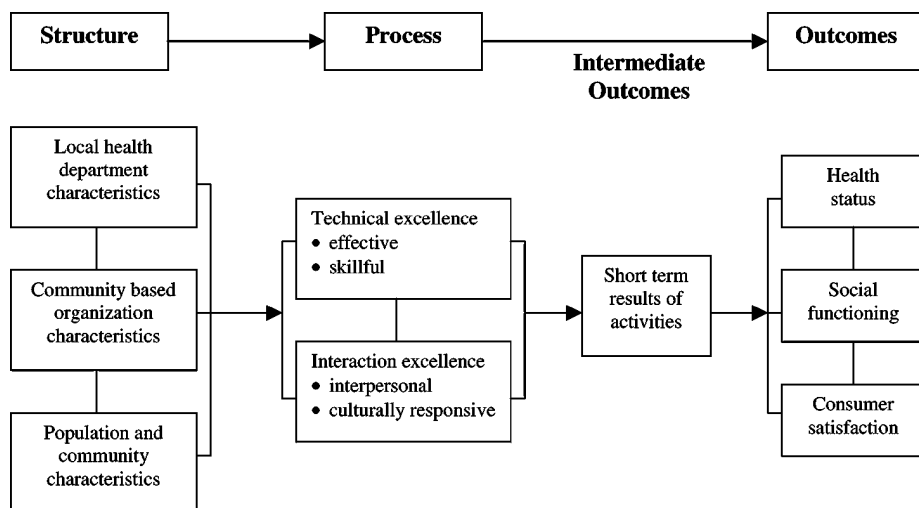 Structure
Process
Outcomes
Intermediate
Outcomes
Local health
department
characteristics
Community based
organization
characteristics
Population and
community
characteristics
Technical excellence
• effective
• skillful
Interaction excellence
• interpersonal
• culturally responsive
Short term
results of
activities
Health
status
Social
functioning
Consumer
satisfaction